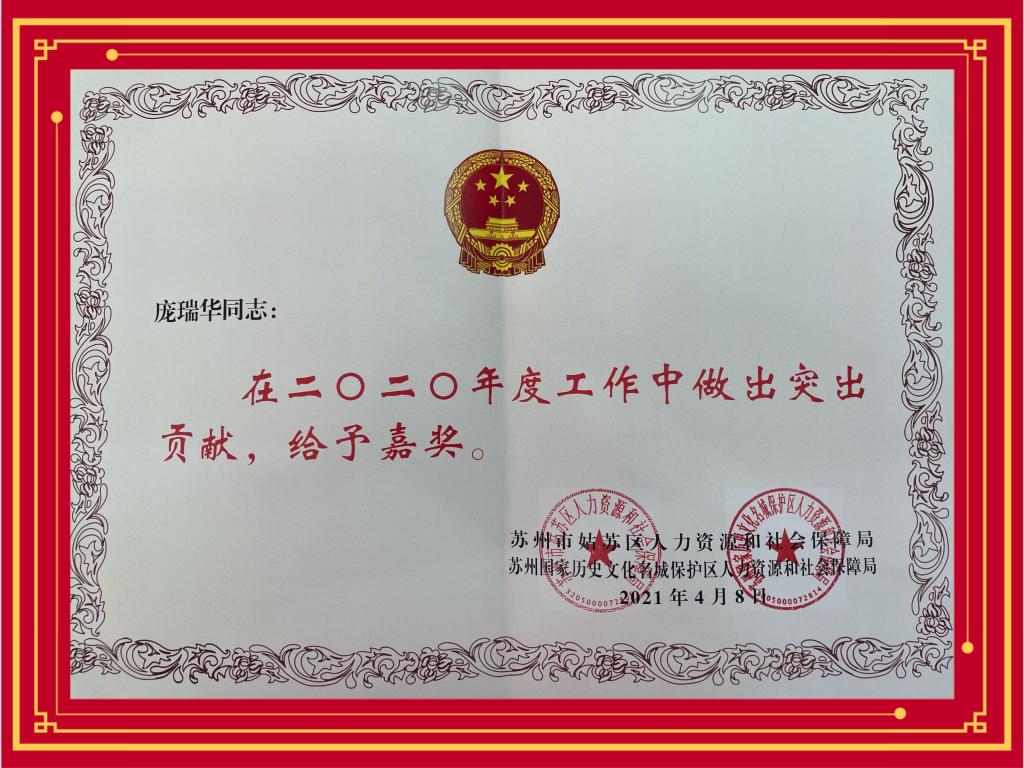 庞瑞华同志：
在二〇二〇年度工作中做出突出
贡献，给予嘉奖。
苏州市姑苏区人力资源和社会保障局
苏州国家历史文化名城保护区人力资源和社会保障局
2021年4月8日